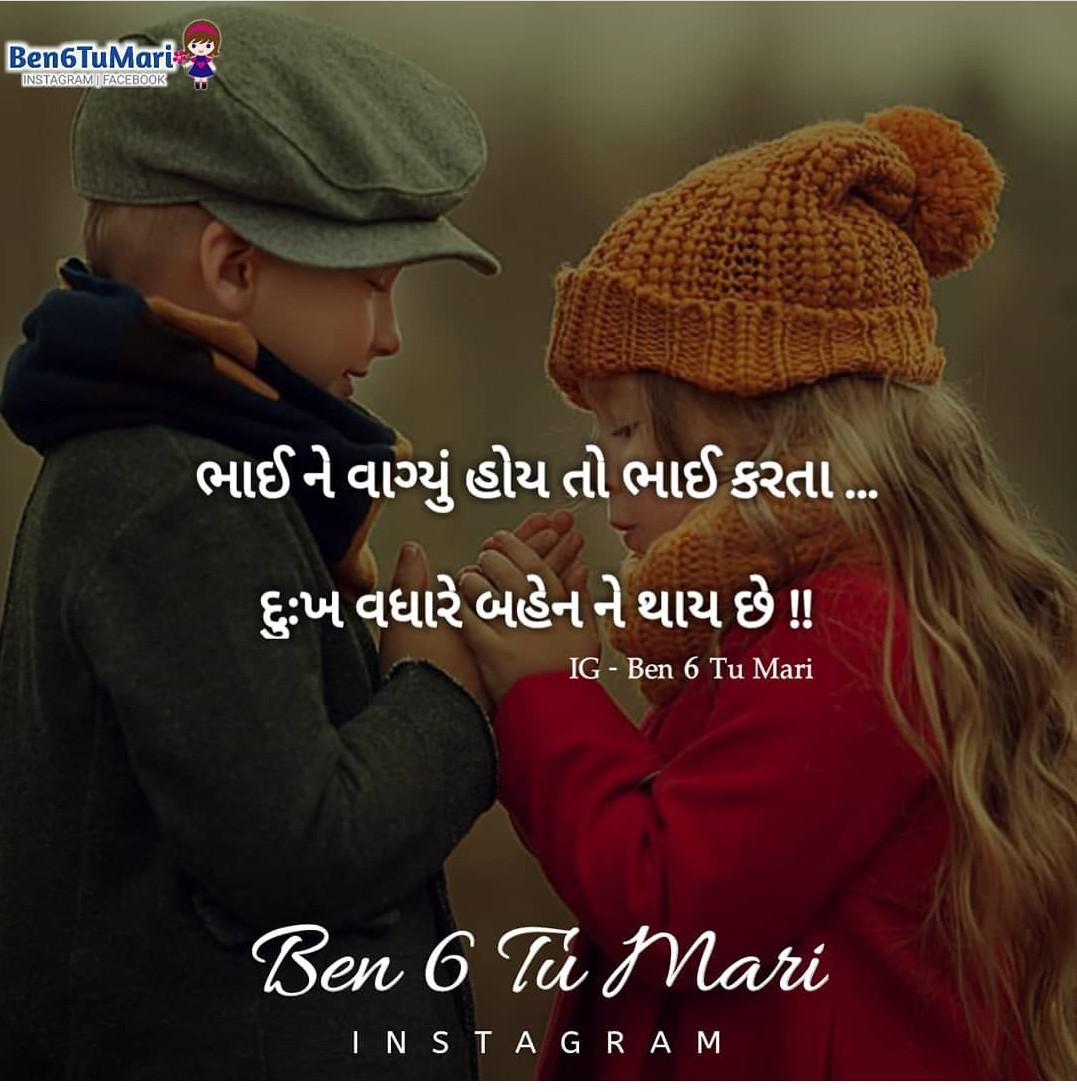 Ben6TuMari
INSTAGRAM | FACEBOOK
ભાઈ ને વાગ્યું હોય તો ભાઈ કરતા ...
દુઃખ વધારે બહેન ને થાય છે !!
IG - Ben 6 Tu Mari
Ben 6 Tu Mari
INSTAGRAM